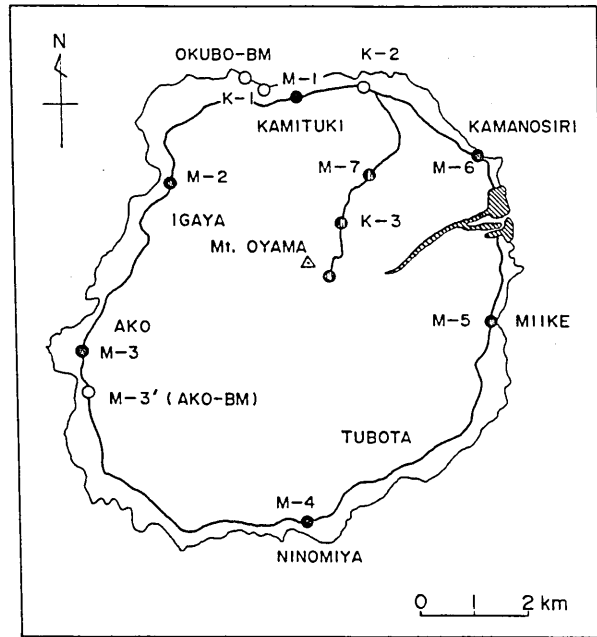 N
OKUBO-BM
K-2
M-1
K-1
KAMITUKI
KAMANOSIRI
M-6
M-7
M-2
IGAYA
K-3
Mt. OYAMA
M-5
MIIKE
AKO
M-3
M-3' (AKO-BM)
TUBOTA
M-4
NINOMIYA
0 1 2 km